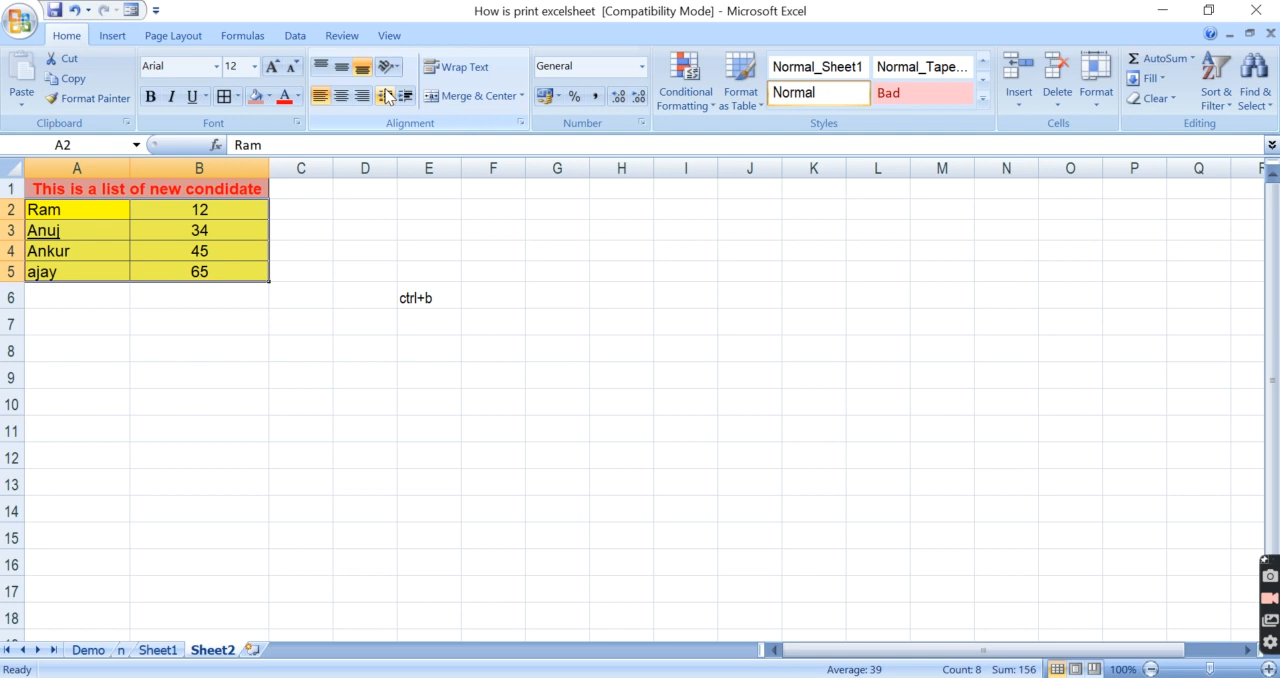 How is print excelsheet [Compatibility Mode] - Microsoft Excel
Home Insert Page Layout Formulas Data Review View
Paste
Cut
Copy
Format Painter
Clipboard
Arial 12
B I U A
Font
Wrap Text
Merge & Center
Alignment
General
% ,
Number
Conditional Formatting
Format as Table
Normal_Sheet1 Normal_Tape...
Normal Bad
Styles
Insert Delete Format
Cells
Σ AutoSum
Fill
Clear
Sort & Filter
Find & Select
Editing
A2 fx Ram
A B C D E F G H I J K L M N O P Q
1 This is a list of new condidate
2 Ram 12
3 Anuj 34
4 Ankur 45
5 ajay 65
6 ctrl+b
7
8
9
10
11
12
13
14
15
16
17
18
Demo n Sheet1 Sheet2
Ready Average: 39 Count: 8 Sum: 156 100%